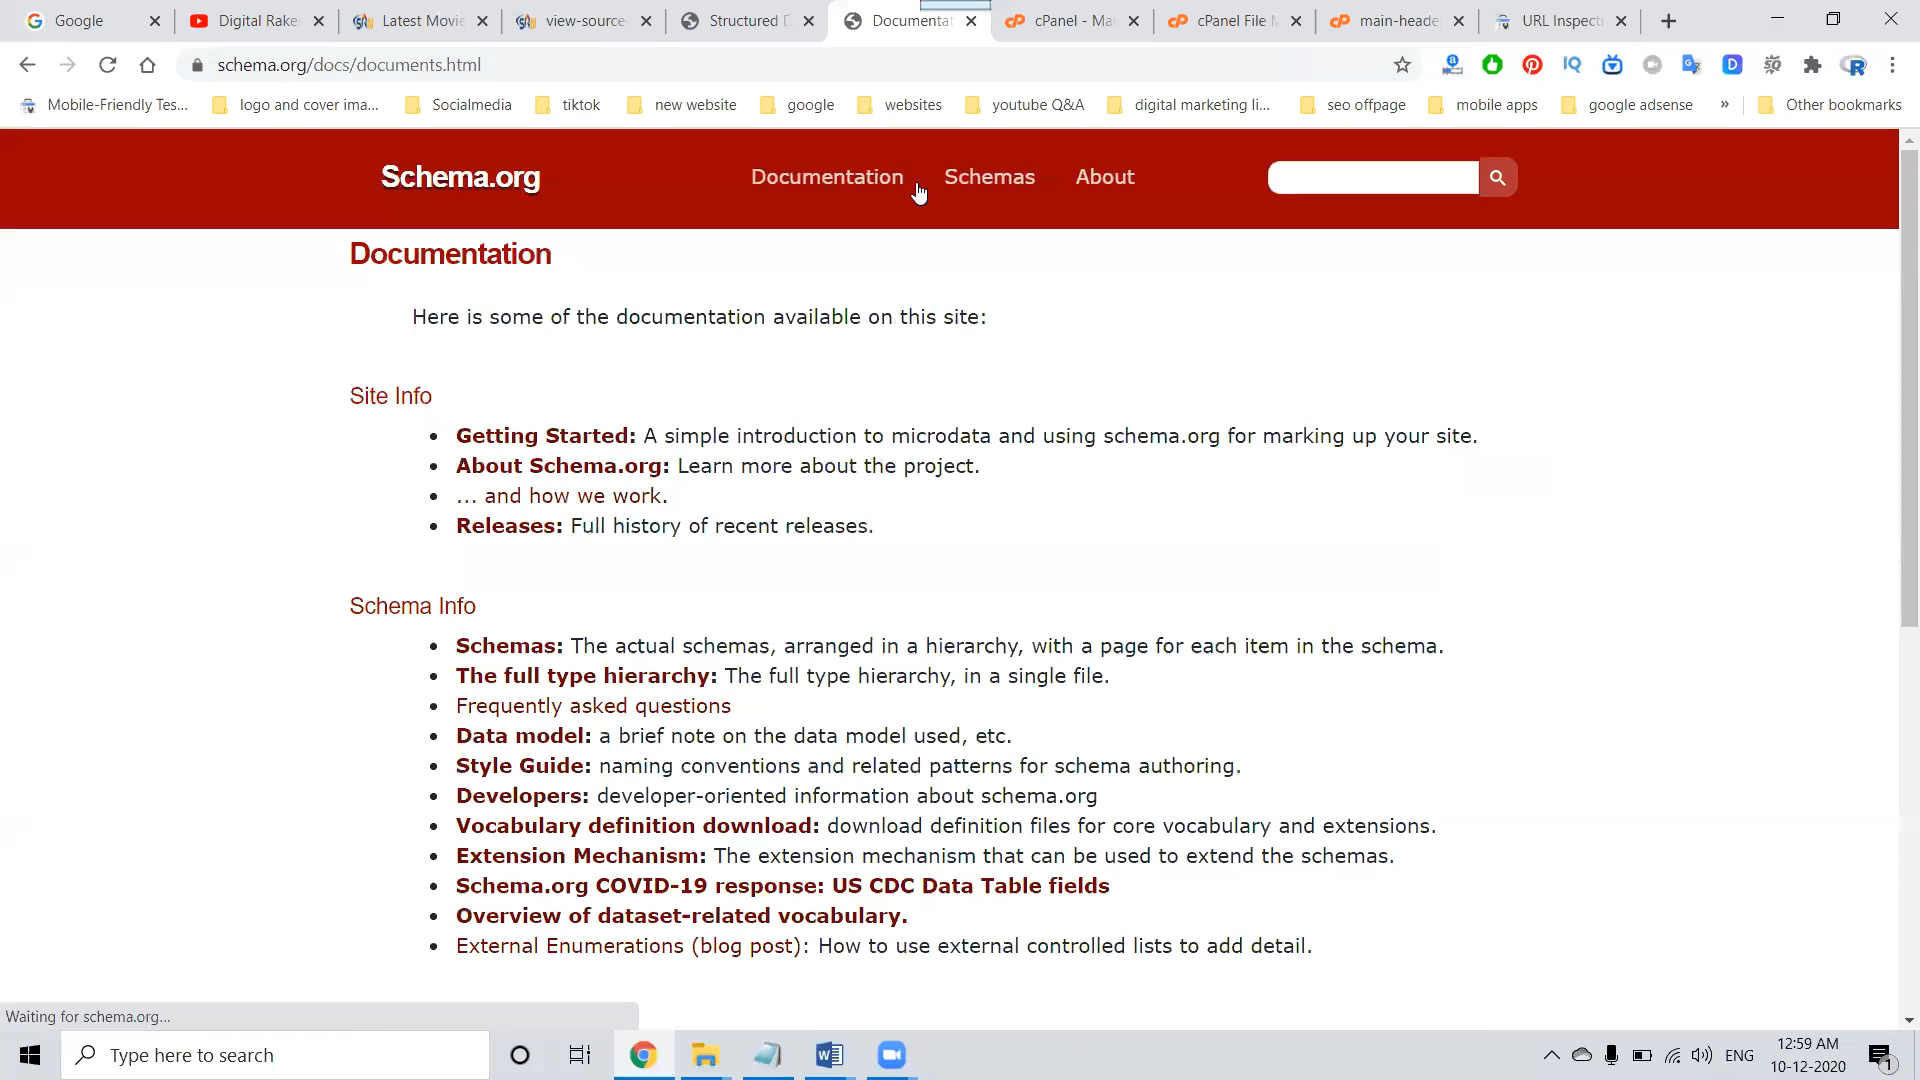 Google
Digital Rake
Latest Movie
view-source
Structured D
Documentat
cPanel - Ma
cPanel File M
main-heade
URL Inspecti
schema.org/docs/documents.html
Mobile-Friendly Tes...
logo and cover ima...
Socialmedia
tiktok
new website
google
websites
youtube Q&A
digital marketing li...
seo offpage
mobile apps
google adsense
»
Other bookmarks
Schema.org
Documentation
Schemas
About
Documentation
Here is some of the documentation available on this site:
Site Info
Getting Started: A simple introduction to microdata and using schema.org for marking up your site.
About Schema.org: Learn more about the project.
... and how we work.
Releases: Full history of recent releases.
Schema Info
Schemas: The actual schemas, arranged in a hierarchy, with a page for each item in the schema.
The full type hierarchy: The full type hierarchy, in a single file.
Frequently asked questions
Data model: a brief note on the data model used, etc.
Style Guide: naming conventions and related patterns for schema authoring.
Developers: developer-oriented information about schema.org
Vocabulary definition download: download definition files for core vocabulary and extensions.
Extension Mechanism: The extension mechanism that can be used to extend the schemas.
Schema.org COVID-19 response: US CDC Data Table fields
Overview of dataset-related vocabulary.
External Enumerations (blog post): How to use external controlled lists to add detail.
Waiting for schema.org...
Type here to search
ENG
12:59 AM
10-12-2020
1